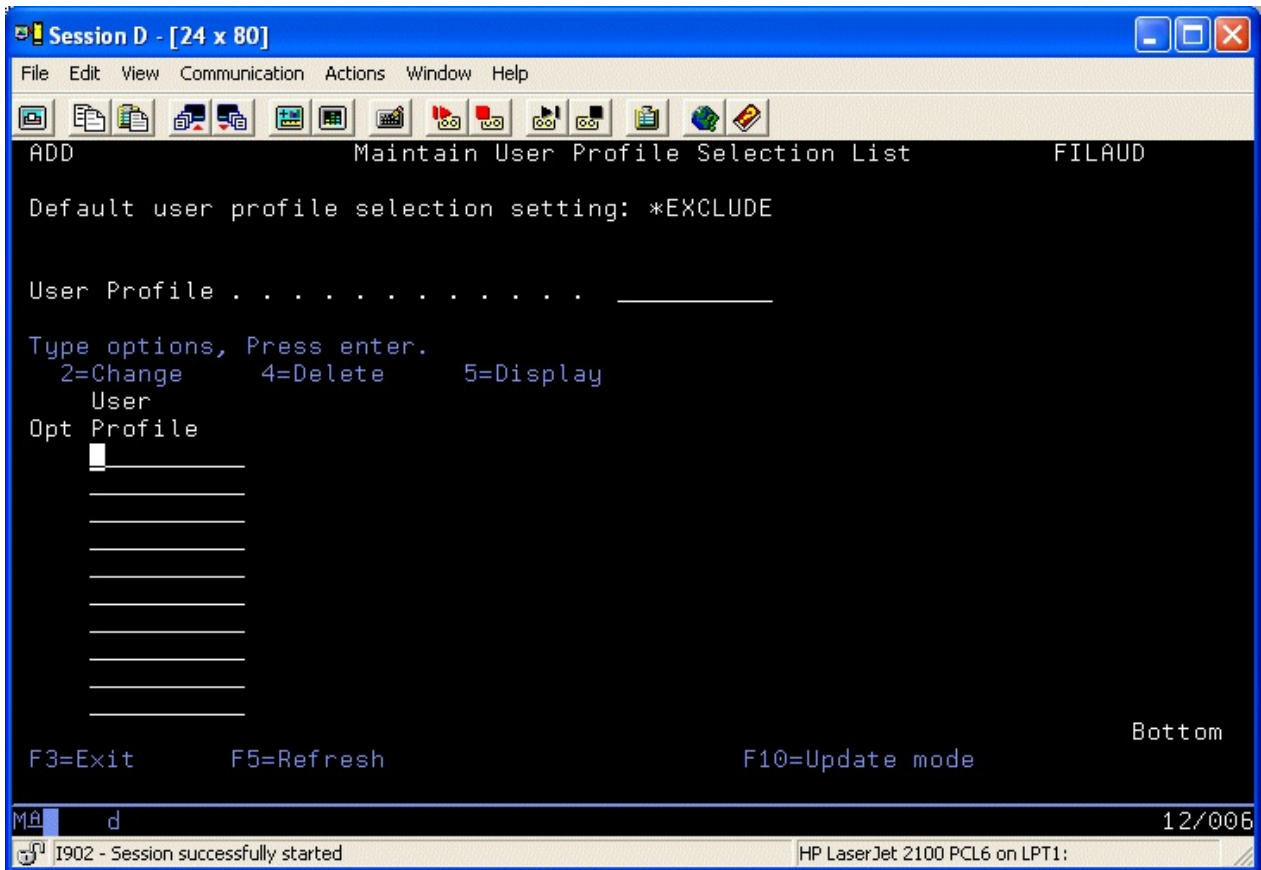 Session D - [24 x 80]
File Edit View Communication Actions Window Help
ADD Maintain User Profile Selection List FILAUD
Default user profile selection setting: *EXCLUDE
User Profile . . . . . . . . . . . . __________
Type options, Press enter.
2=Change 4=Delete 5=Display
User
Opt Profile
Bottom
F3=Exit F5=Refresh F10=Update mode
MA d 12/006
I902 - Session successfully started HP LaserJet 2100 PCL6 on LPT1: